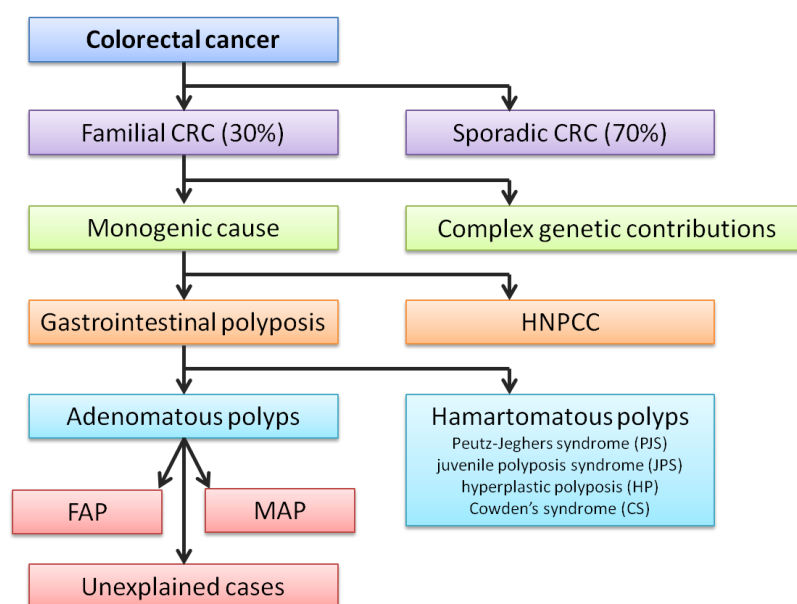 Colorectal cancer
Familial CRC (30%)
Sporadic CRC (70%)
Monogenic cause
Complex genetic contributions
Gastrointestinal polyposis
HNPCC
Adenomatous polyps
Hamartomatous polyps
Peutz-Jeghers syndrome (PJS)
juvenile polyposis syndrome (JPS)
hyperplastic polyposis (HP)
Cowden's syndrome (CS)
FAP
MAP
Unexplained cases